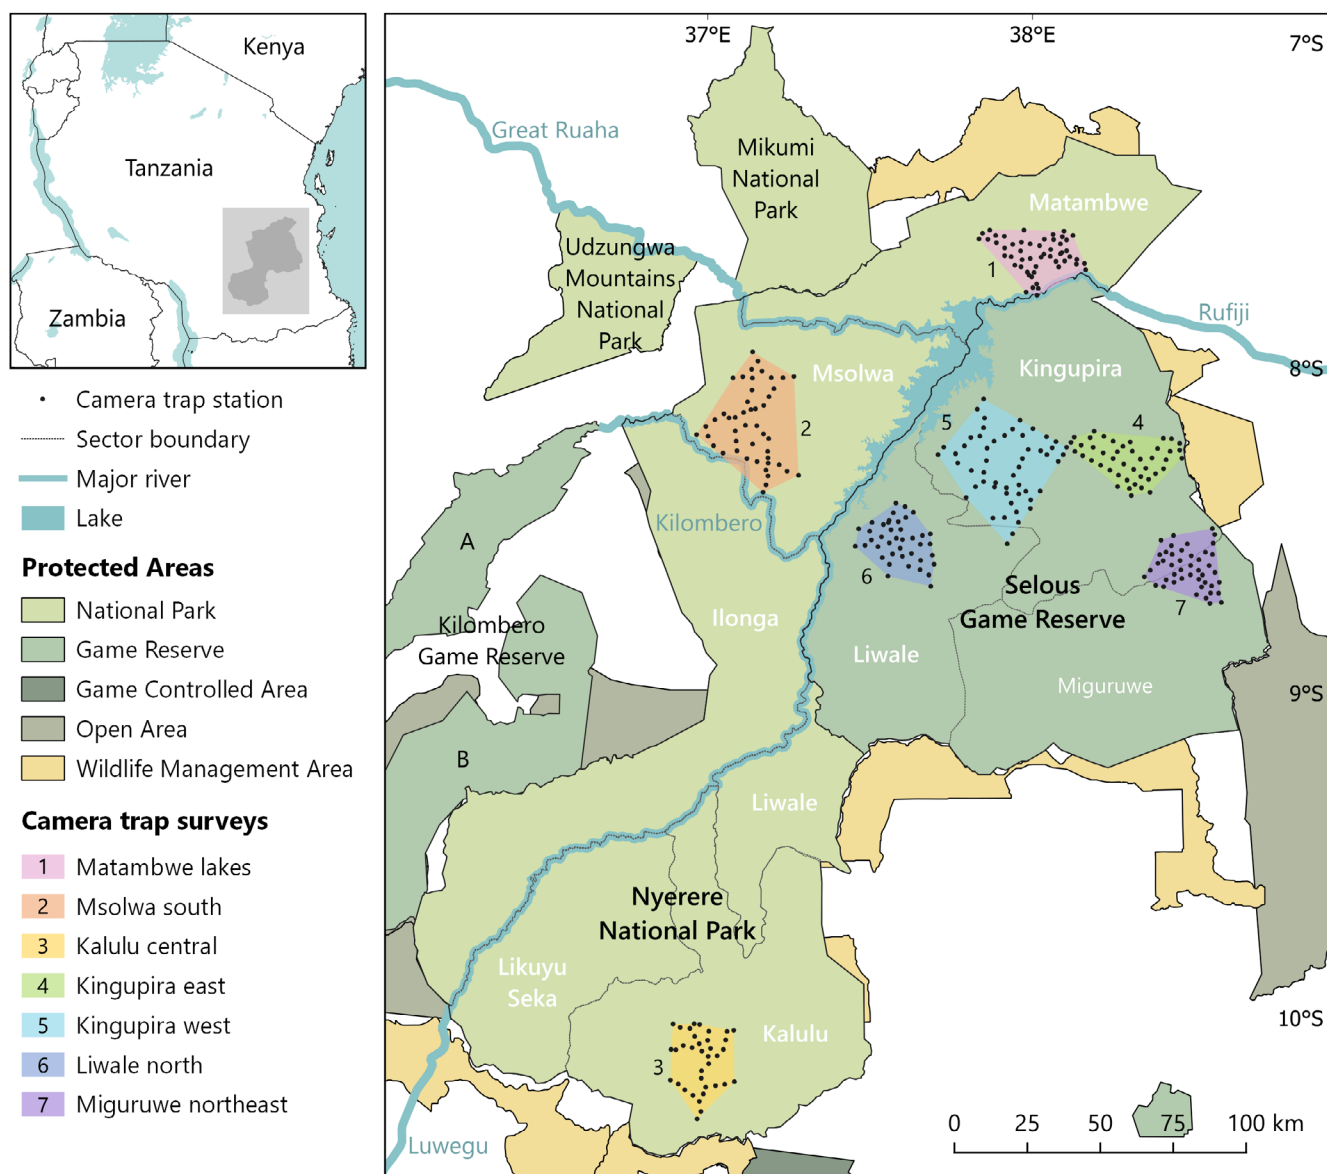 Kenya
Tanzania
Zambia
Camera trap station
Sector boundary
Major river
Lake
Protected Areas
National Park
Game Reserve
Game Controlled Area
Open Area
Wildlife Management Area
Camera trap surveys
1 Matambwe lakes
2 Msolwa south
3 Kalulu central
4 Kingupira east
5 Kingupira west
6 Liwale north
7 Miguruwe northeast
37°E
38°E
7°S
Great Ruaha
Mikumi
National
Park
Matambwe
Udzungwa
Mountains
National
Park
1
Rufiji
8°S
Msolwa
Kingupira
2
5
4
Kilombero
A
6
Selous
Game Reserve
7
Kilombero
Game Reserve
Ilonga
Liwale
Miguruwe
9°S
B
Liwale
Nyerere
National Park
Likuyu
Seka
10°S
Kalulu
3
Luwegu
0 25 50 75 100 km